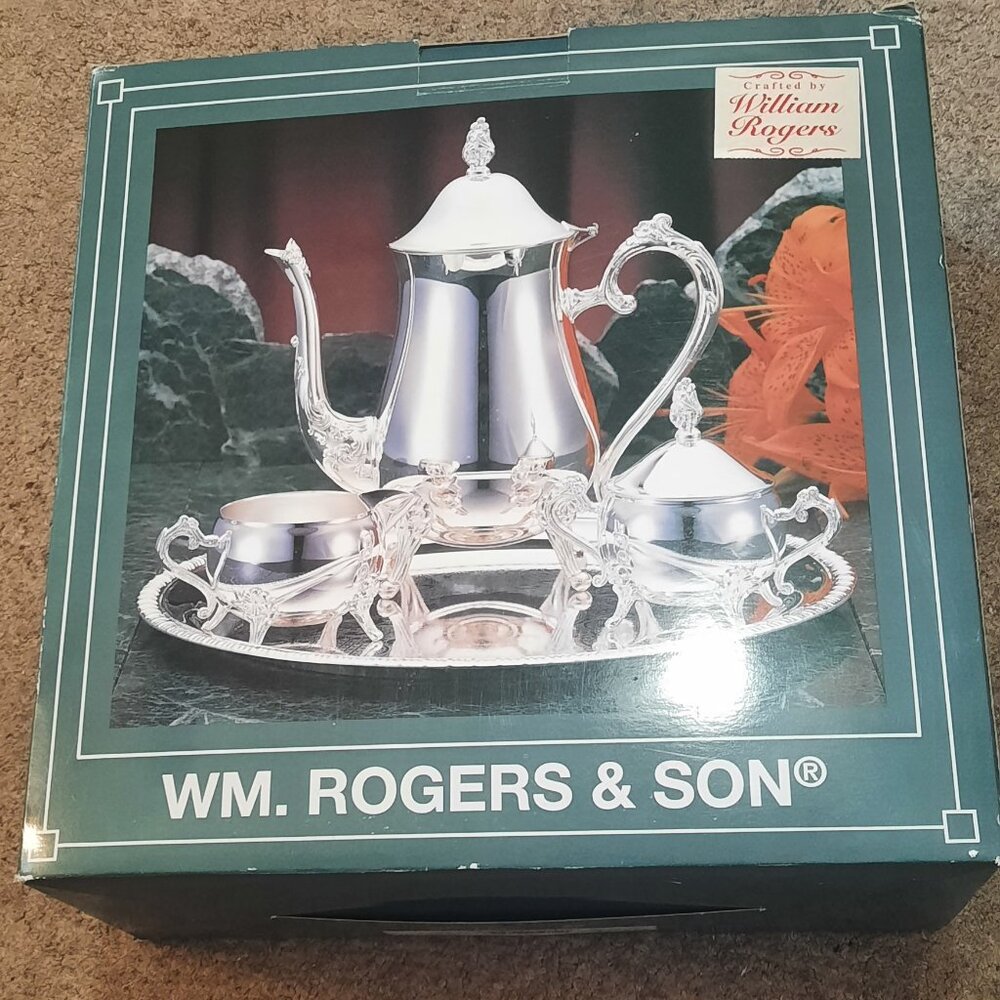 Crafted by
William
Rogers
WM. ROGERS & SON®